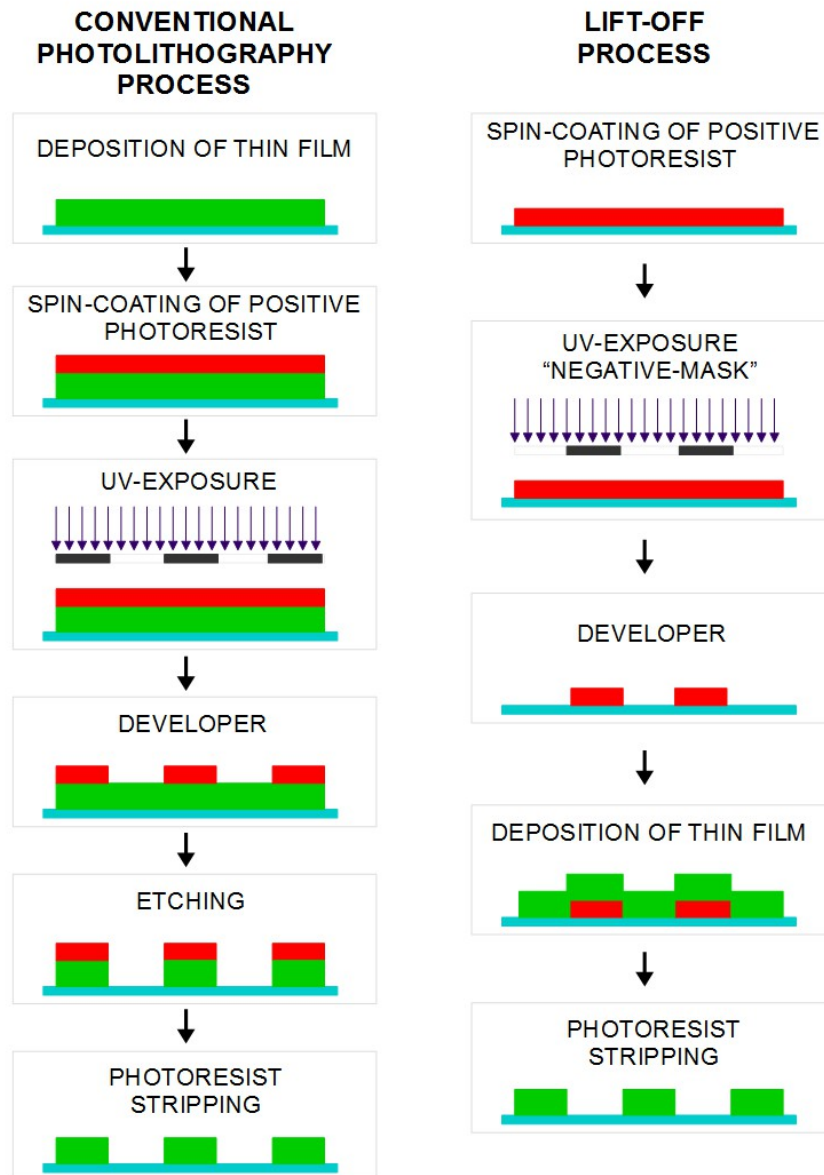 CONVENTIONAL
PHOTOLITHOGRAPHY
PROCESS
DEPOSITION OF THIN FILM
SPIN-COATING OF POSITIVE
PHOTORESIST
UV-EXPOSURE
DEVELOPER
ETCHING
PHOTORESIST
STRIPPING
LIFT-OFF
PROCESS
SPIN-COATING OF POSITIVE
PHOTORESIST
UV-EXPOSURE
“NEGATIVE-MASK”
DEVELOPER
DEPOSITION OF THIN FILM
PHOTORESIST
STRIPPING